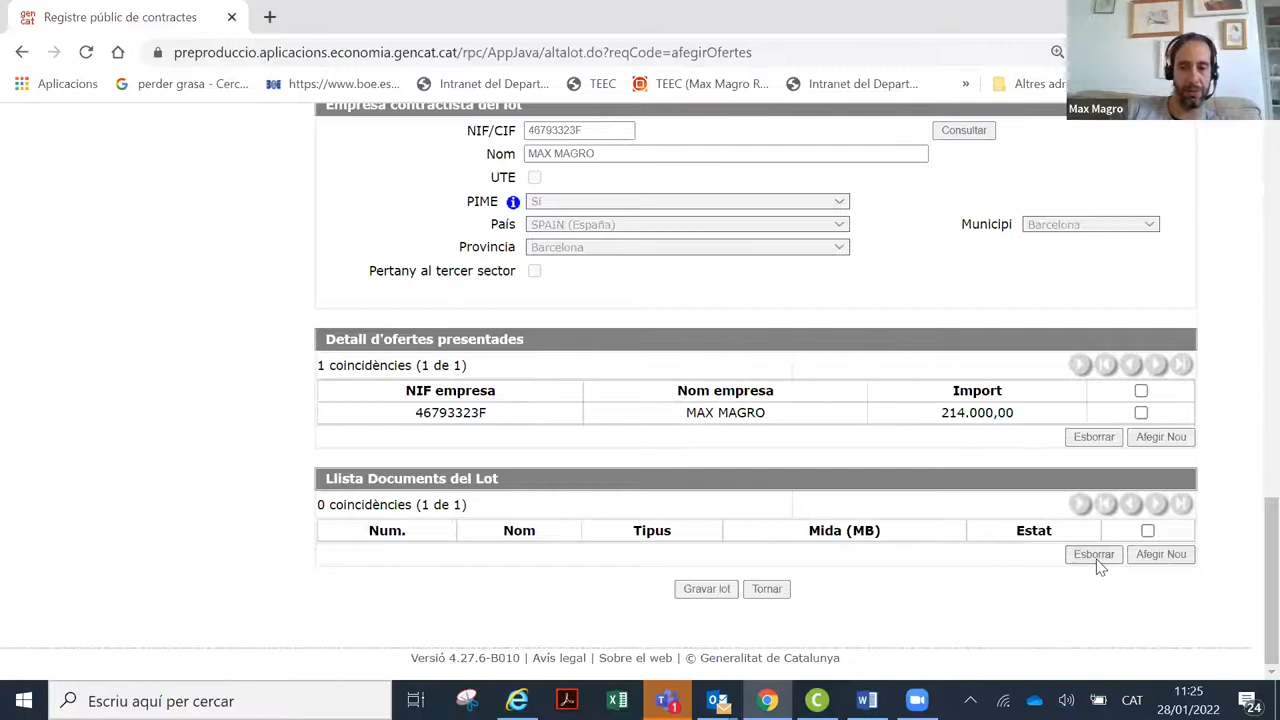 gen
cat
Registre públic de contractes
preproduccio.aplicacions.economia.gencat.cat/rpc/AppJava/altalot.do?reqCode=afegirOfertes
Aplicacions
perder grasa - Cerc...
https://www.boe.es...
Intranet del Depart...
TEEC
TEEC (Max Magro R...
Intranet del Depar...
»
Altres adr
Max Magro
Empresa contractista del lot
NIF/CIF 46793323F Consultar
Nom MAX MAGRO
UTE
PIME Sí
País SPAIN (España) Municipi Barcelona
Provincia Barcelona
Pertany al tercer sector
Detall d'ofertes presentades
1 coincidències (1 de 1)
NIF empresa Nom empresa Import
46793323F MAX MAGRO 214.000,00
Esborrar Afegir Nou
Llista Documents del Lot
0 coincidències (1 de 1)
Num. Nom Tipus Mida (MB) Estat
Esborrar Afegir Nou
Gravar lot Tornar
Versió 4.27.6-B010 | Avís legal | Sobre el web | © Generalitat de Catalunya
Escriu aquí per cercar
1
CAT
11:25
28/01/2022
24